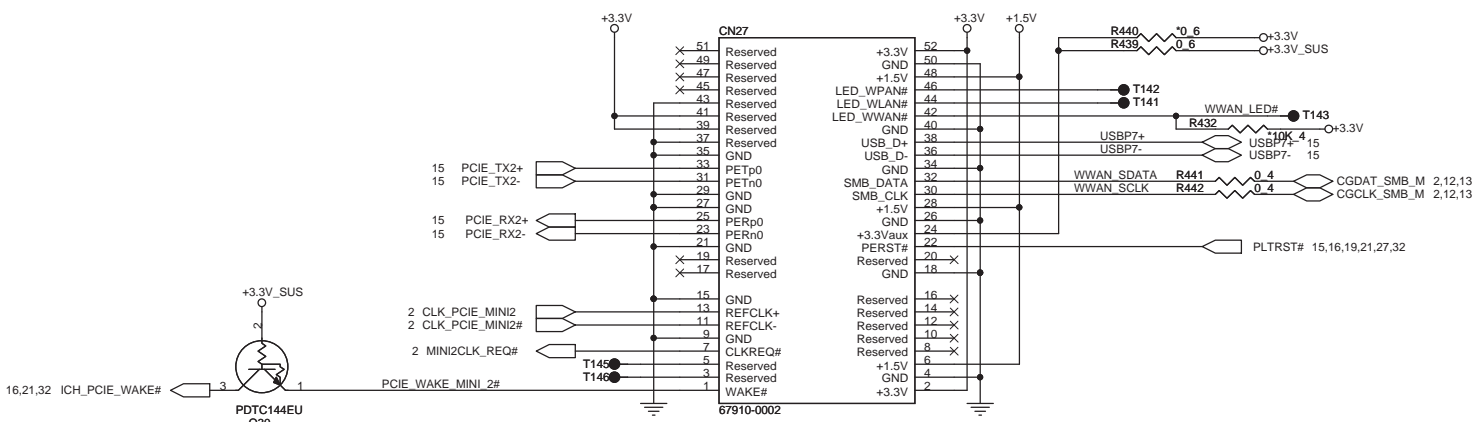 +3.3V
+3.3V
+1.5V
CN27
R440 *0_6 +3.3V
R439 0_6 +3.3V_SUS
51 Reserved +3.3V 52
49 Reserved GND 50
47 Reserved +1.5V 48
45 Reserved LED_WPAN# 46 T142
43 Reserved LED_WLAN# 44 T141
41 Reserved LED_WWAN# 42 WWAN_LED# T143
39 Reserved GND 40 R432 *10K_4 +3.3V
37 Reserved USB_D+ 38 USBP7+ USBP7+ 15
35 GND USB_D- 36 USBP7- USBP7- 15
15 PCIE_TX2+ 33 PETp0 GND 34
15 PCIE_TX2- 31 PETn0 SMB_DATA 32 WWAN_SDATA R441 0_4 CGDAT_SMB_M 2,12,13
29 GND SMB_CLK 30 WWAN_SCLK R442 0_4 CGCLK_SMB_M 2,12,13
27 GND +1.5V 28
15 PCIE_RX2+ 25 PERp0 GND 26
15 PCIE_RX2- 23 PERn0 +3.3Vaux 24
21 GND PERST# 22 PLTRST# 15,16,19,21,27,32
19 Reserved Reserved 20
17 Reserved GND 18
+3.3V_SUS
15 GND Reserved 16
2 CLK_PCIE_MINI2 13 REFCLK+ Reserved 14
2 CLK_PCIE_MINI2# 11 REFCLK- Reserved 12
2
9 GND Reserved 10
2 MINI2CLK_REQ# 7 CLKREQ# Reserved 8
T145 5 Reserved +1.5V 6
T146 3 Reserved GND 4
16,21,32 ICH_PCIE_WAKE# 3 1 PCIE_WAKE_MINI_2# 1 WAKE# +3.3V 2
PDTC144EU
67910-0002